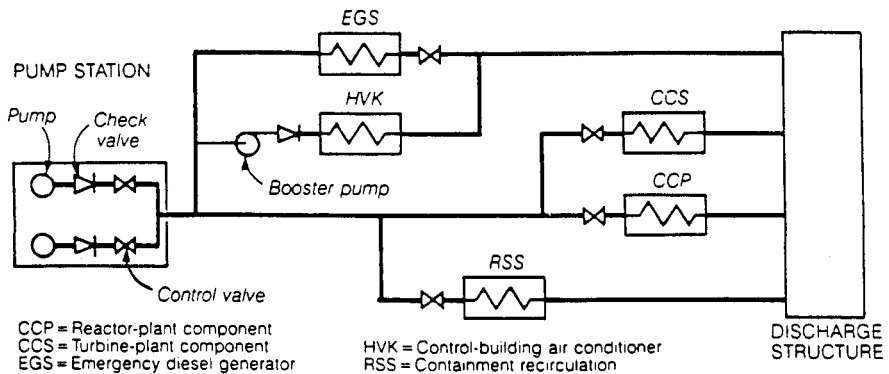 EGS
PUMP STATION
HVK
CCS
Pump
Check
valve
Booster pump
CCP
RSS
Control valve
CCP = Reactor-plant component
CCS = Turbine-plant component
EGS = Emergency diesel generator
HVK = Control-building air conditioner
RSS = Containment recirculation
DISCHARGE
STRUCTURE